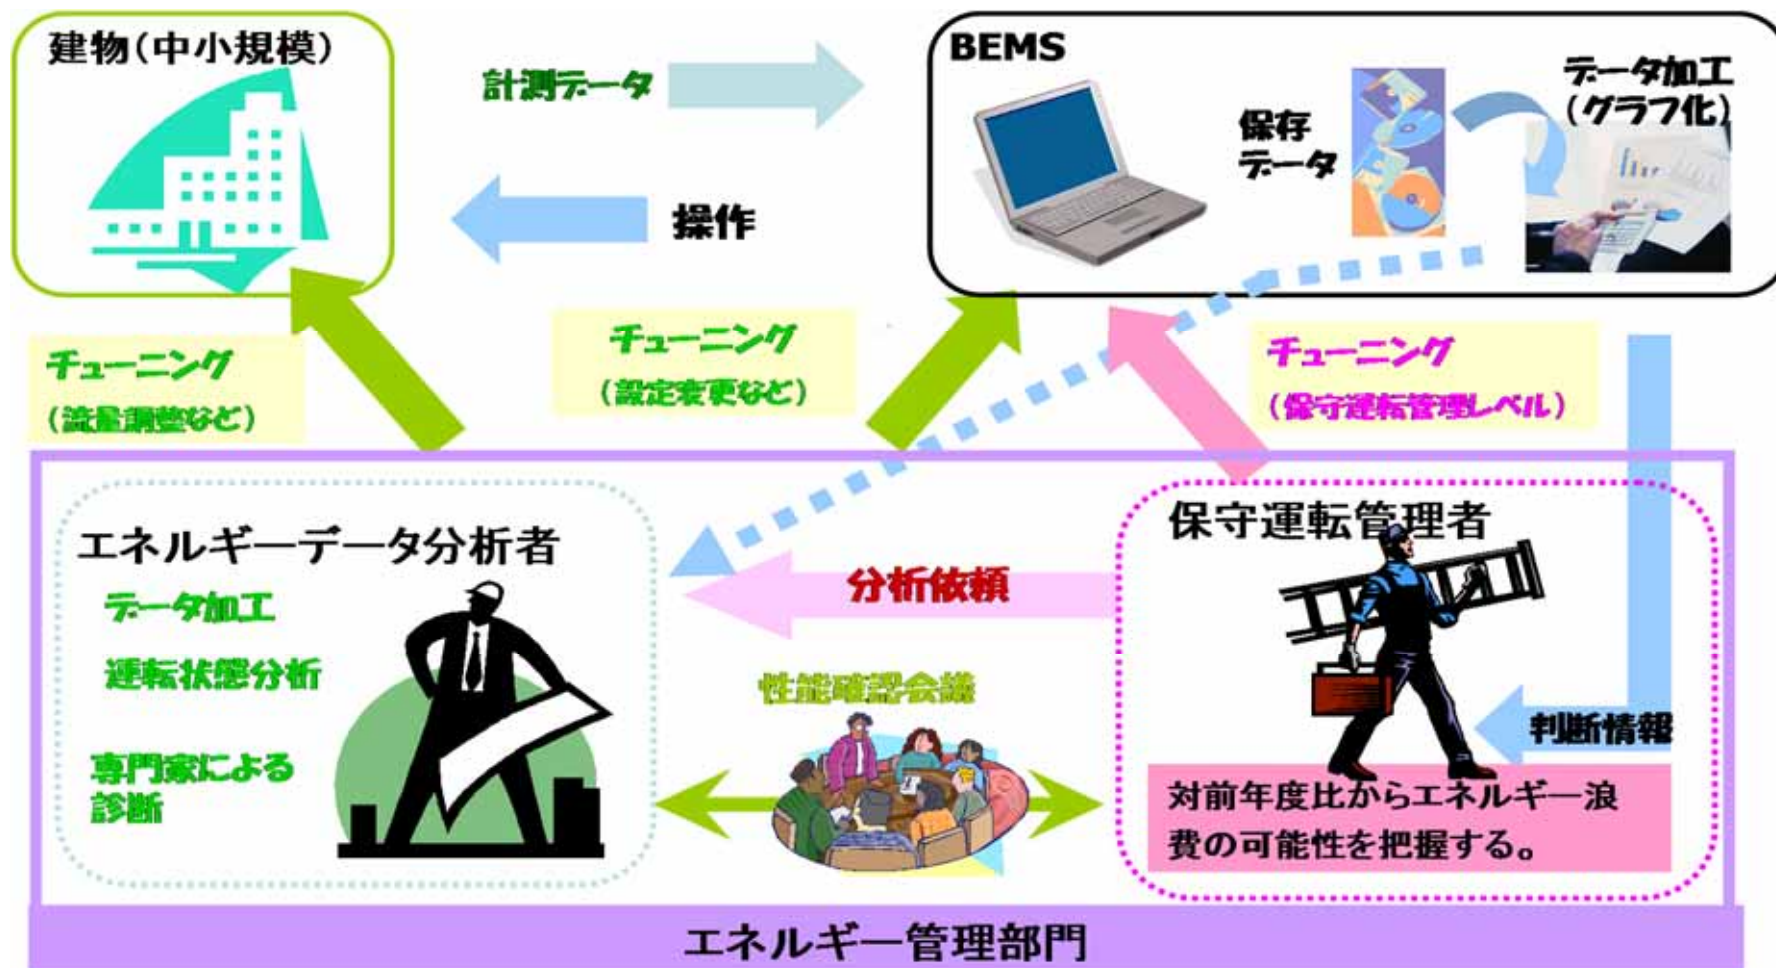 建物(中小規模)
計測データ
操作
BEMS
保存
データ
データ加工
(グラフ化)
チューニング
(流量調整など)
チューニング
(設定変更など)
チューニング
(保守運転管理レベル)
エネルギーデータ分析者
データ加工
運転状態分析
専門家による
診断
分析依頼
性能確認会議
保守運転管理者
判断情報
対前年度比からエネルギー浪
費の可能性を把握する。
エネルギー管理部門